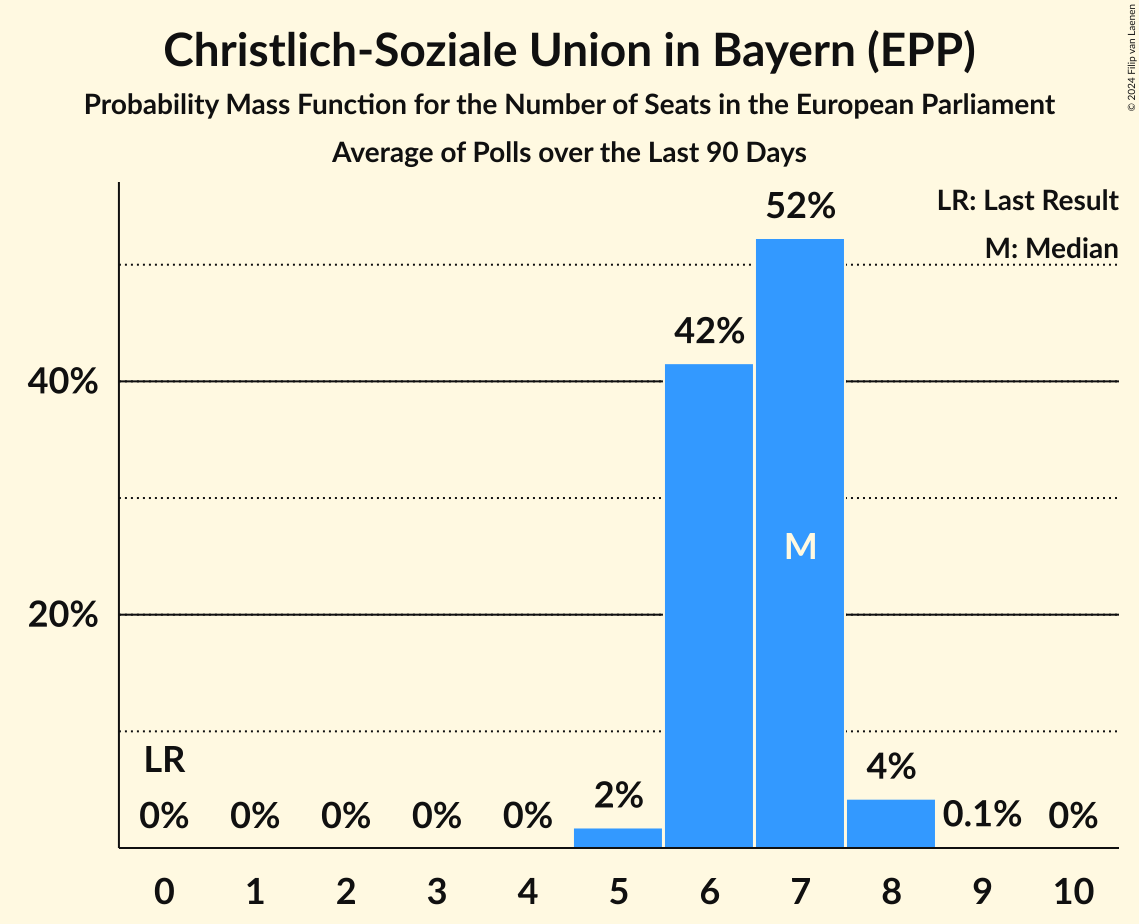 Christlich-Soziale Union in Bayern (EPP)
Probability Mass Function for the Number of Seats in the European Parliament
Average of Polls over the Last 90 Days
© 2024 Filip van Laenen
LR: Last Result
M: Median
52%
42%
40%
M
20%
LR
0% 0% 0% 0% 0% 2% 4% 0.1% 0%
0 1 2 3 4 5 6 7 8 9 10